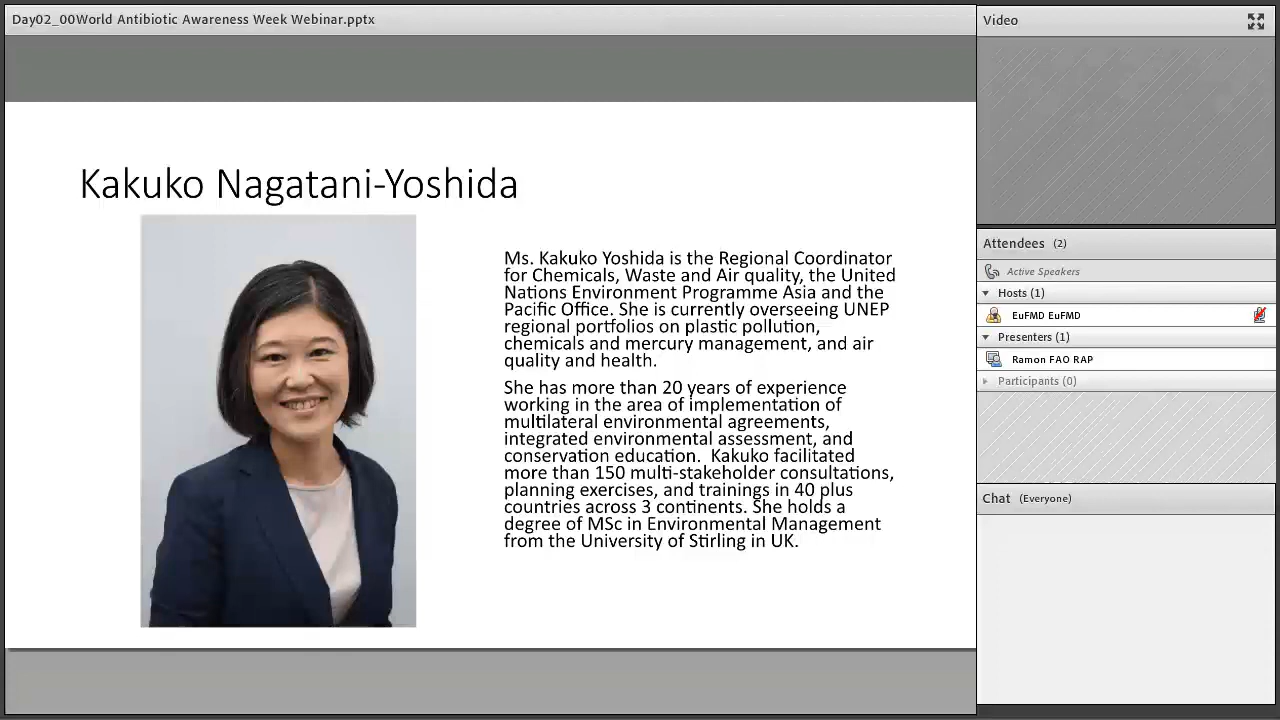 Day02_00World Antibiotic Awareness Week Webinar.pptx
Kakuko Nagatani-Yoshida
Ms. Kakuko Yoshida is the Regional Coordinator
for Chemicals, Waste and Air quality, the United
Nations Environment Programme Asia and the
Pacific Office. She is currently overseeing UNEP
regional portfolios on plastic pollution,
chemicals and mercury management, and air
quality and health.
She has more than 20 years of experience
working in the area of implementation of
multilateral environmental agreements,
integrated environmental assessment, and
conservation education.  Kakuko facilitated
more than 150 multi-stakeholder consultations,
planning exercises, and trainings in 40 plus
countries across 3 continents. She holds a
degree of MSc in Environmental Management
from the University of Stirling in UK.
Video
Attendees (2)
Active Speakers
Hosts (1)
EuFMD EuFMD
Presenters (1)
Ramon FAO RAP
Participants (0)
Chat (Everyone)